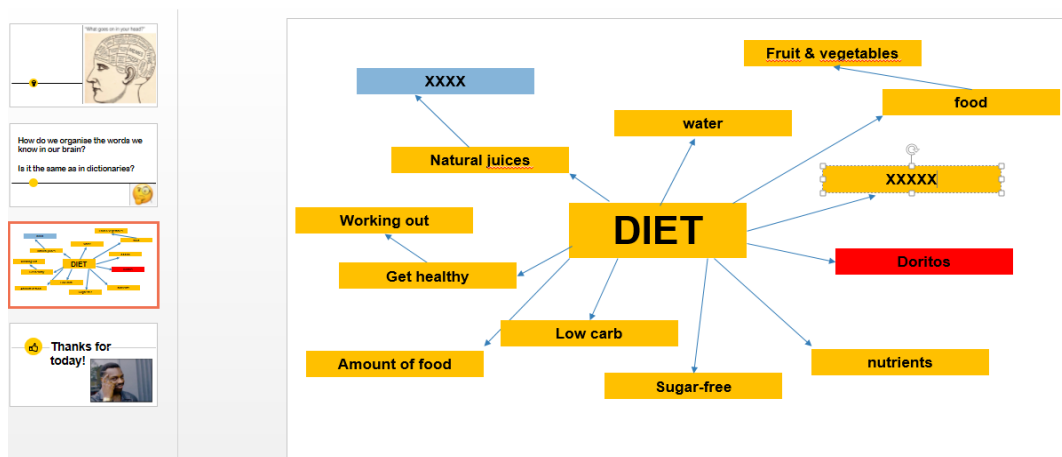 "What goes on in your head?"
How do we organise the words we
know in our brain?
Is it the same aa in dictionaries?
DIET
Thanks for
today!
Fruit & vegetables
XXXX
food
water
Natural juices
XXXXX
Working out
DIET
Doritos
Get healthy
Low carb
Amount of food
nutrients
Sugar-free